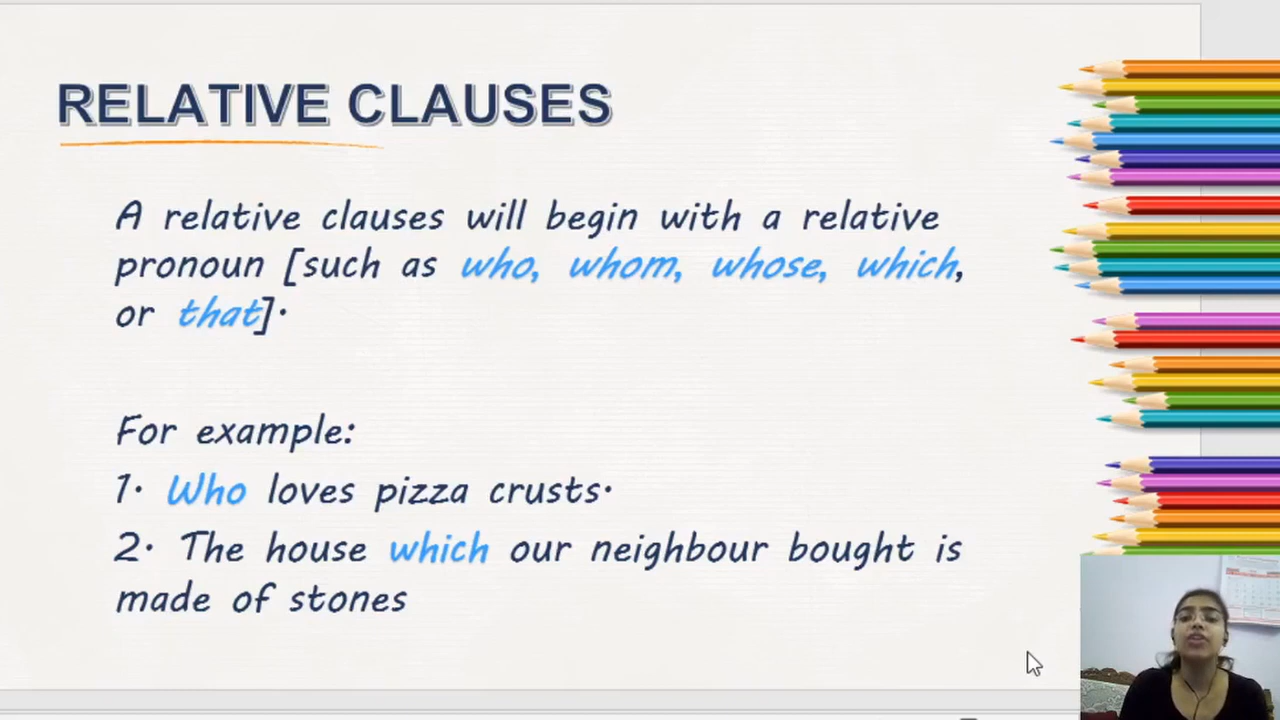 RELATIVE CLAUSES
A relative clauses will begin with a relative
pronoun [such as who, whom, whose, which,
or that].
For example:
1. Who loves pizza crusts.
2. The house which our neighbour bought is
made of stones